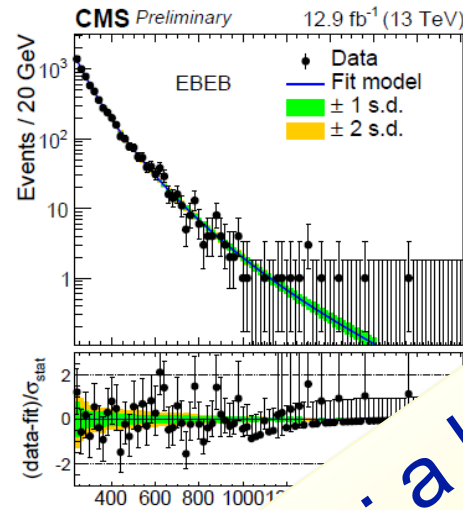 CMS Preliminary 12.9 fb⁻¹ (13 TeV)
Events / 20 GeV
10³
10²
10
1
EBEB
Data
Fit model
± 1 s.d.
± 2 s.d.
(data-fit)/σstat
2
0
-2
400 600 800 1000
i a